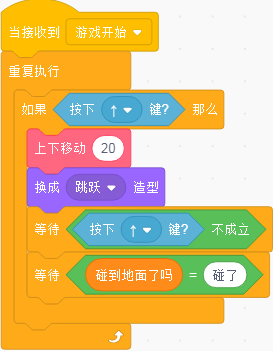 当接收到 游戏开始
重复执行
如果 按下 ↑ 键? 那么
上下移动 20
换成 跳跃 造型
等待 按下 ↑ 键? 不成立
等待 碰到地面了吗 = 碰了